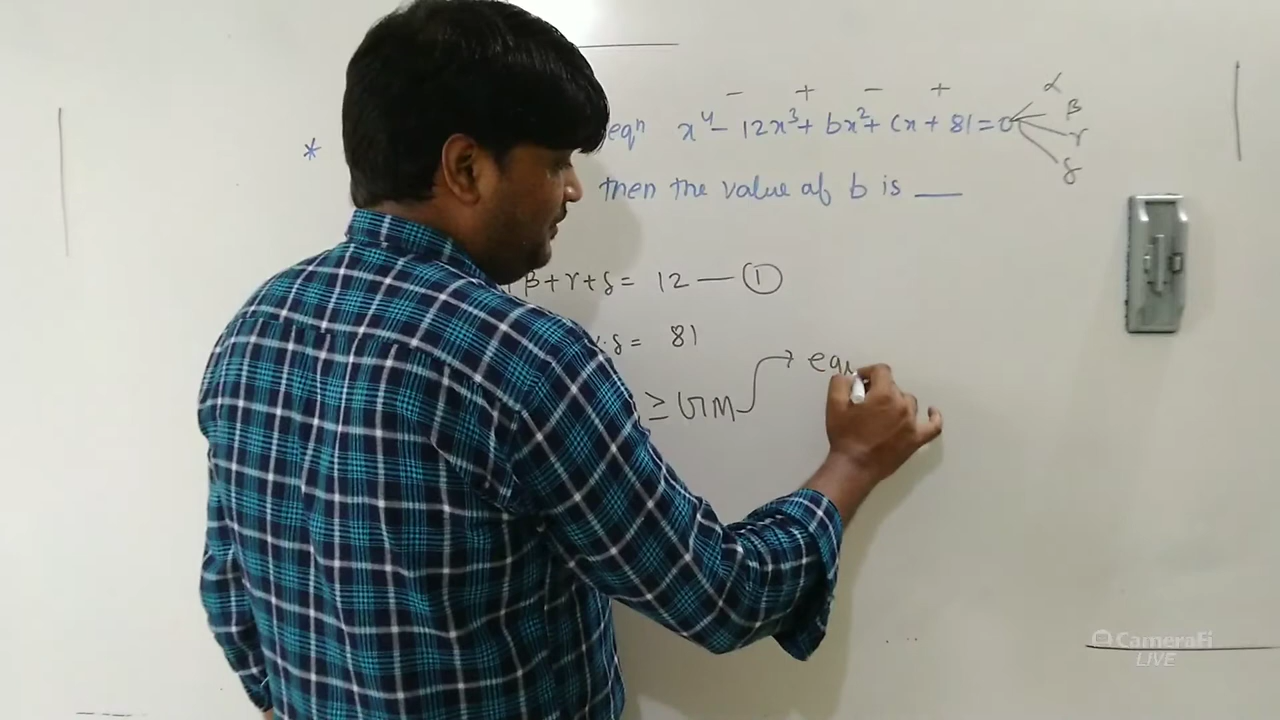 * eqⁿ x⁴ - 12x³ + bx² + cx + 81 = 0
- + - +
α
β
γ
δ
then the value of b is ___
β + γ + δ = 12 — ①
δ = 81
≥ GM → equ
CameraFi
LIVE